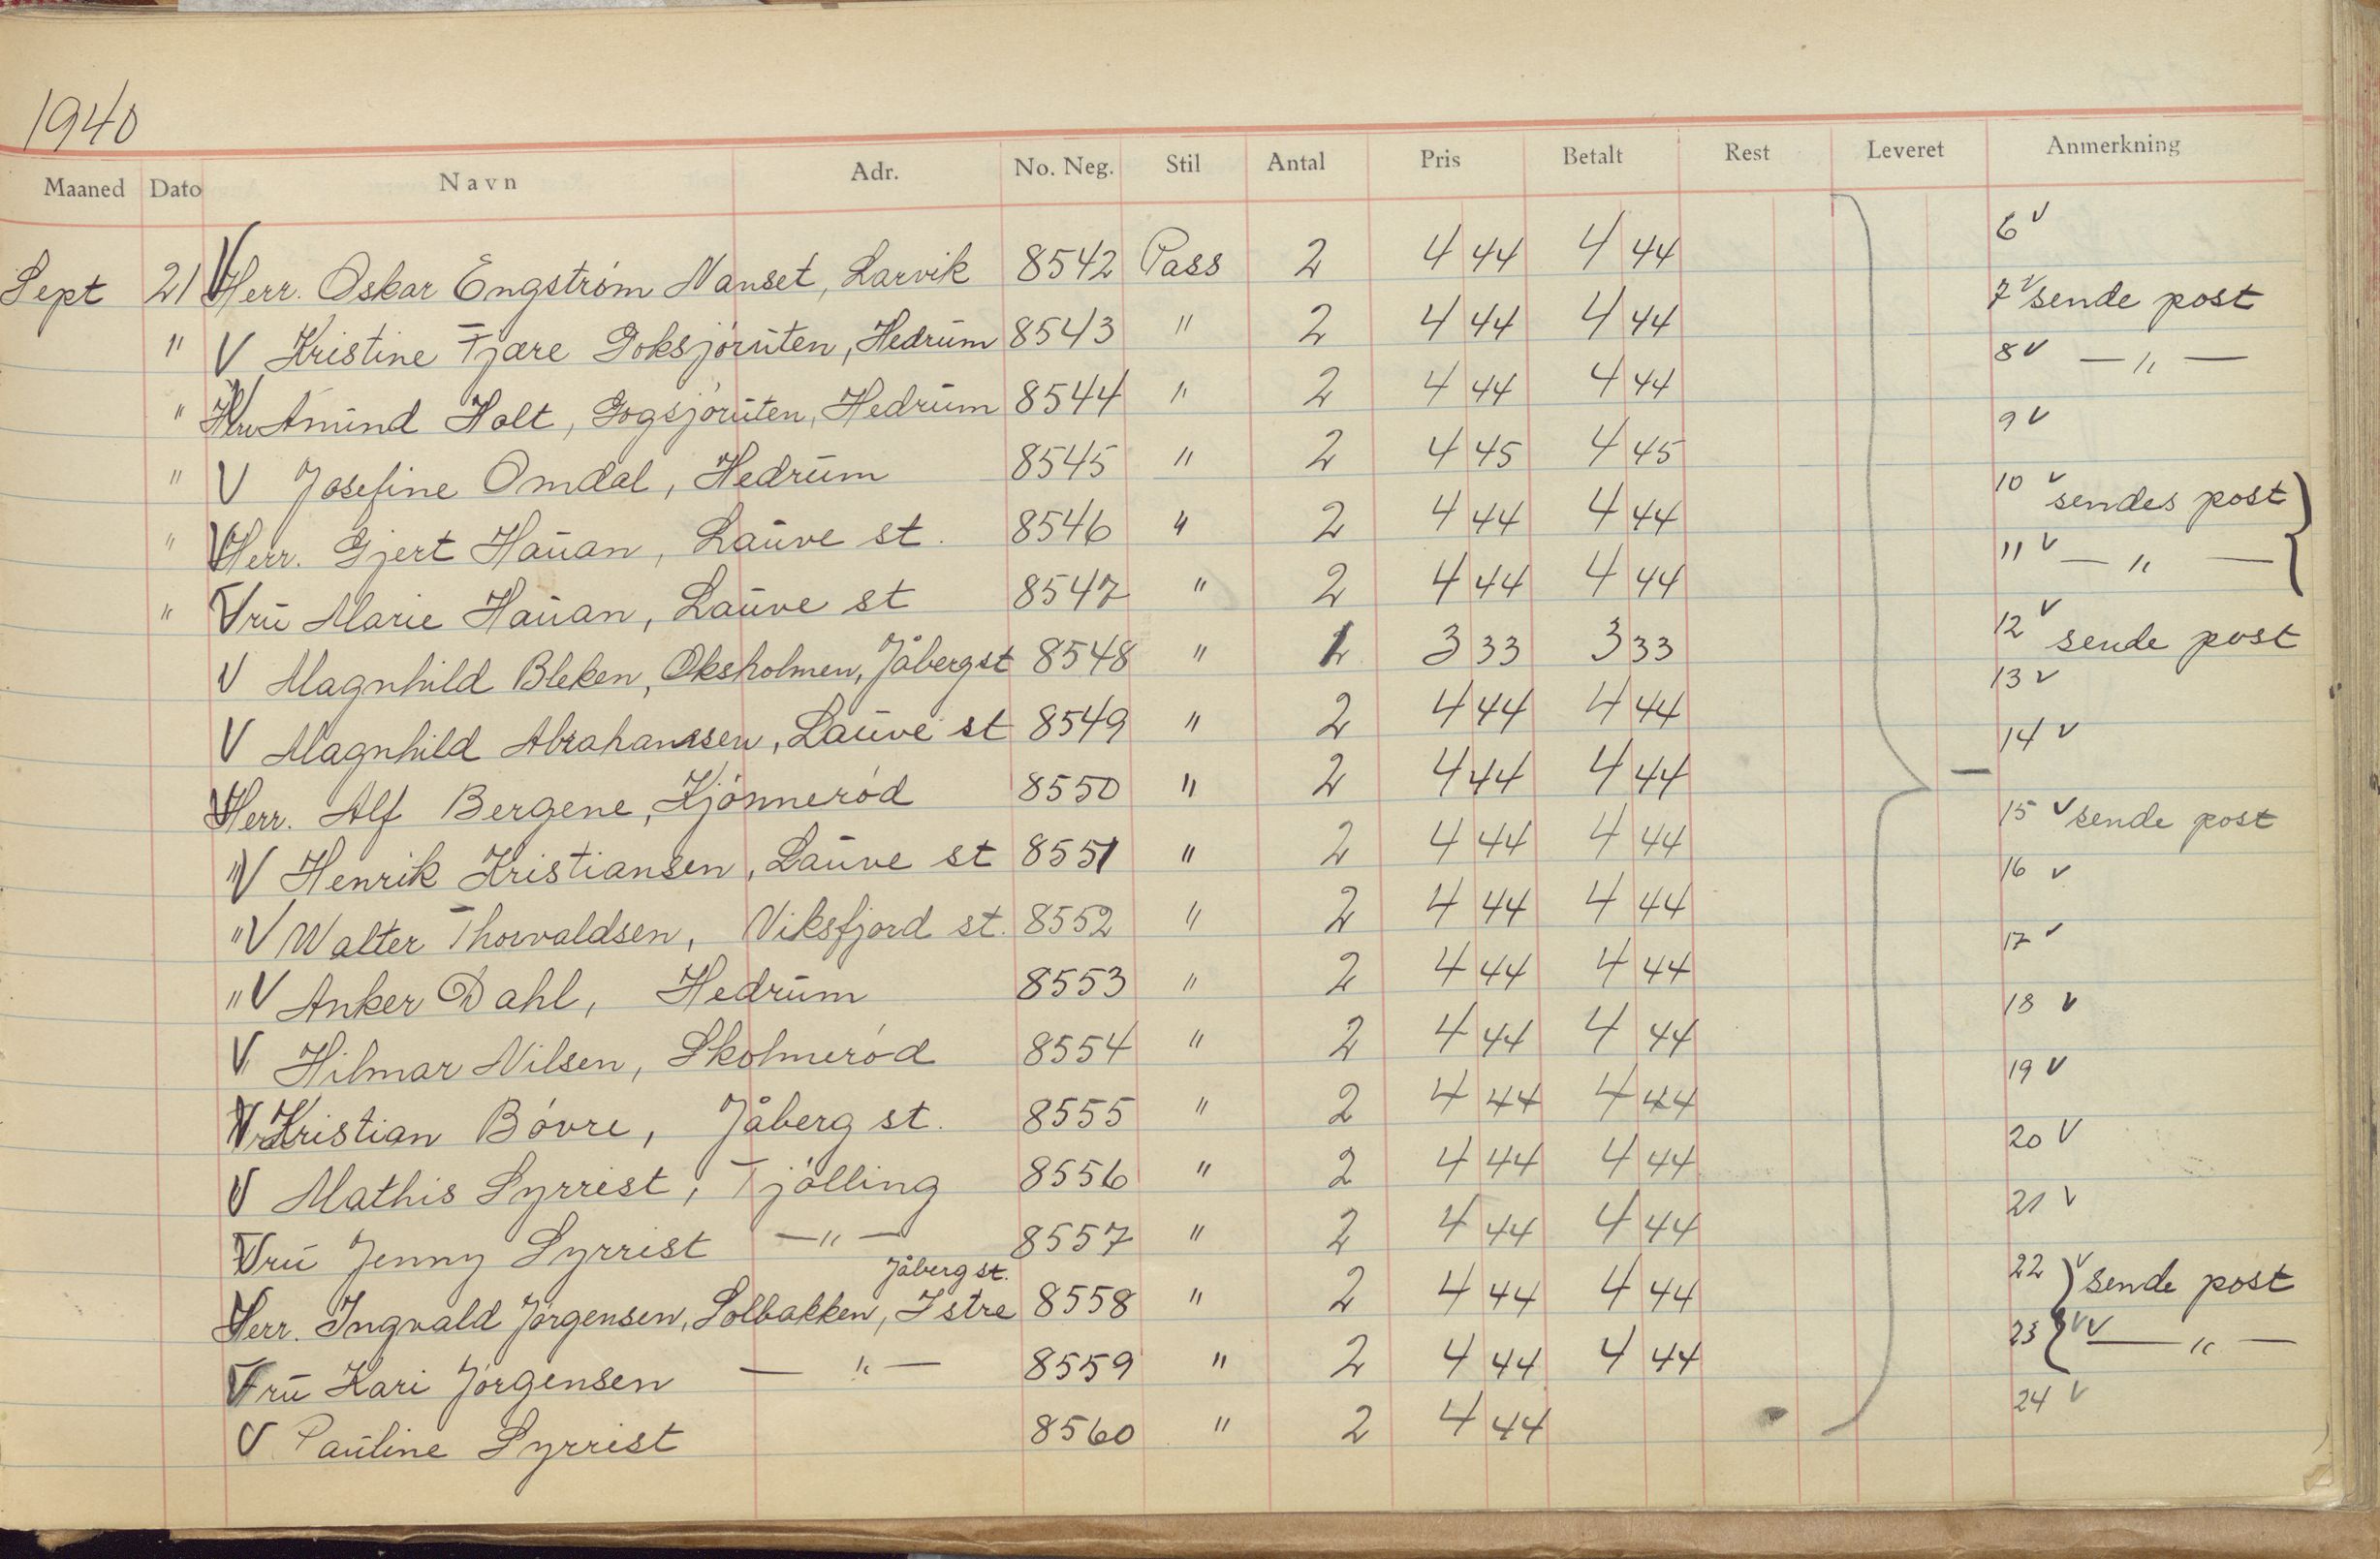 1940
Maaned Dato Navn Adr. No. Neg. Stil Antal Pris Betalt Rest Leveret Anmerkning
Sept 21 V Herr. Oskar Engström Nanset, Larvik 8542 Pass 2 4 44 4 44 6 v
" V Kristine Fjære Goksjöruten, Hedrum 8543 " 2 4 44 4 44 7 v sende post
" V Herr Amund Holt, Gogsjöruten, Hedrum 8544 " 2 4 44 4 44 8 v — " —
" V Josefine Omdal, Hedrum 8545 " 2 4 45 4 45 9 v
" V Herr. Gjert Hauan, Lauve st. 8546 " 2 4 44 4 44 10 v sendes post
" V Fru Marie Hauan, Lauve st 8547 " 2 4 44 4 44 11 v — " —
V Magnhild Bleken, Oksholmen, Jåberg st 8548 " 1 3 33 3 33 12 v sende post
V Magnhild Abrahamsen, Lauve st 8549 " 2 4 44 4 44 13 v
V Herr. Alf Bergene, Kjönneröd 8550 " 2 4 44 4 44 14 v —
" V Henrik Kristiansen, Lauve st 8551 " 2 4 44 4 44 15 v sende post
" V Walter Thorvaldsen, Viksfjord st. 8552 " 2 4 44 4 44 16 v
" V Anker Dahl, Hedrum 8553 " 2 4 44 4 44 17 v
V Hilmar Nilsen, Skolmeröd 8554 " 2 4 44 4 44 18 v
V Kristian Bövre, Jåberg st. 8555 " 2 4 44 4 44 19 v
V Mathis Syrrist, Tjölling 8556 " 2 4 44 4 44 20 v
V Fru Jenny Syrrist — " — 8557 " 2 4 44 4 44 21 v
Jåberg st.
V Herr. Ingvald Jörgensen, Solbakken, Istre 8558 " 2 4 44 4 44 22 v sende post
V Fru Kari Jörgensen — " — 8559 " 2 4 44 4 44 23 v v — " —
V Pauline Syrrist 8560 " 2 4 44 24 v